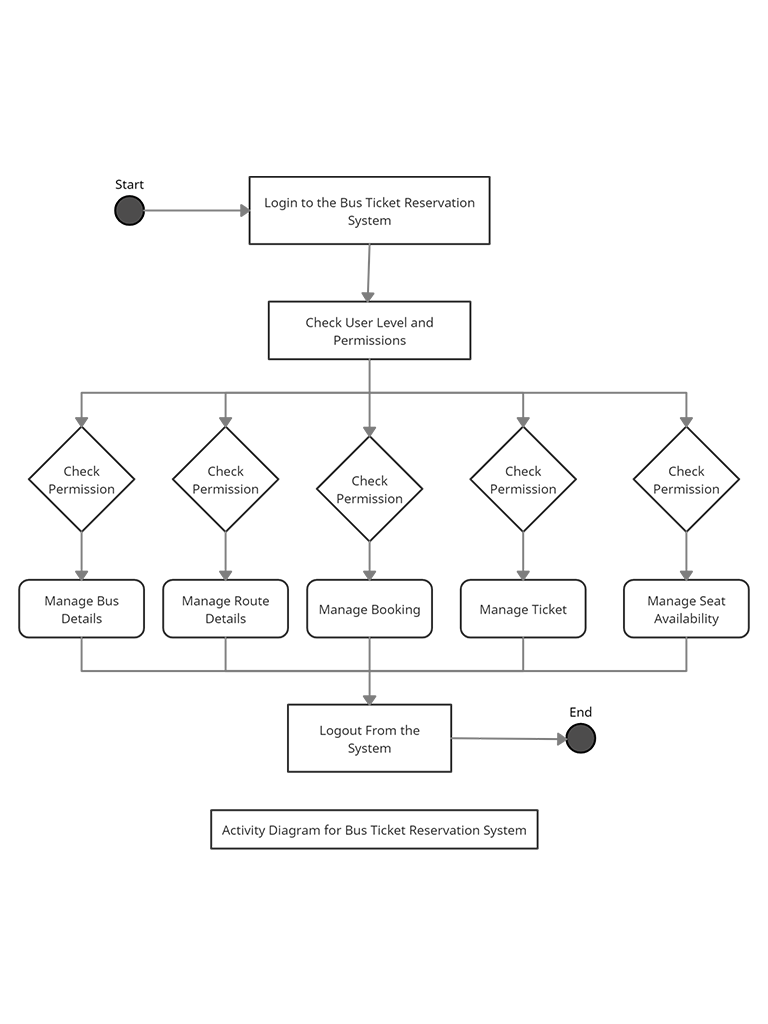 Start
Login to the Bus Ticket Reservation
System
Check User Level and
Permissions
Check
Permission
Check
Permission
Check
Permission
Check
Permission
Check
Permission
Manage Bus
Details
Manage Route
Details
Manage Booking
Manage Ticket
Manage Seat
Availability
Logout From the
System
End
Activity Diagram for Bus Ticket Reservation System